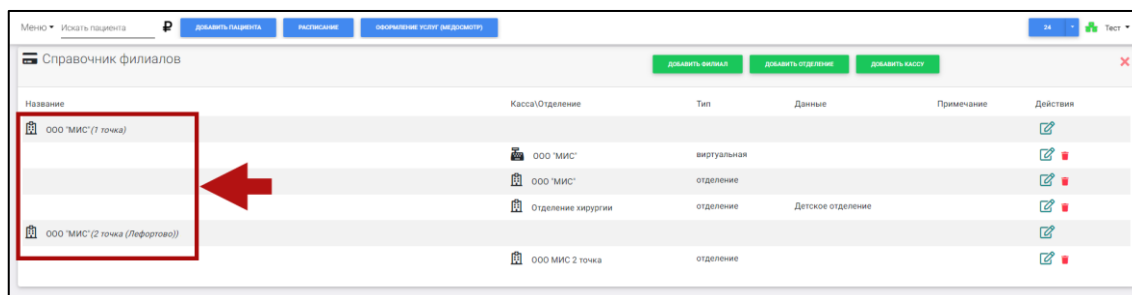 Меню Искать пациента ₽ ДОБАВИТЬ ПАЦИЕНТА РАСПИСАНИЕ ОФОРМЛЕНИЕ УСЛУГ (МЕДОСМОТР) 24 Тест
Справочник филиалов ДОБАВИТЬ ФИЛИАЛ ДОБАВИТЬ ОТДЕЛЕНИЕ ДОБАВИТЬ КАССУ
Название Касса\Отделение Тип Данные Примечание Действия
ООО "МИС"(1 точка)
ООО "МИС" виртуальная
ООО "МИС" отделение
Отделение хирургии отделение Детское отделение
ООО "МИС"(2 точка (Лефортово))
ООО МИС 2 точка отделение